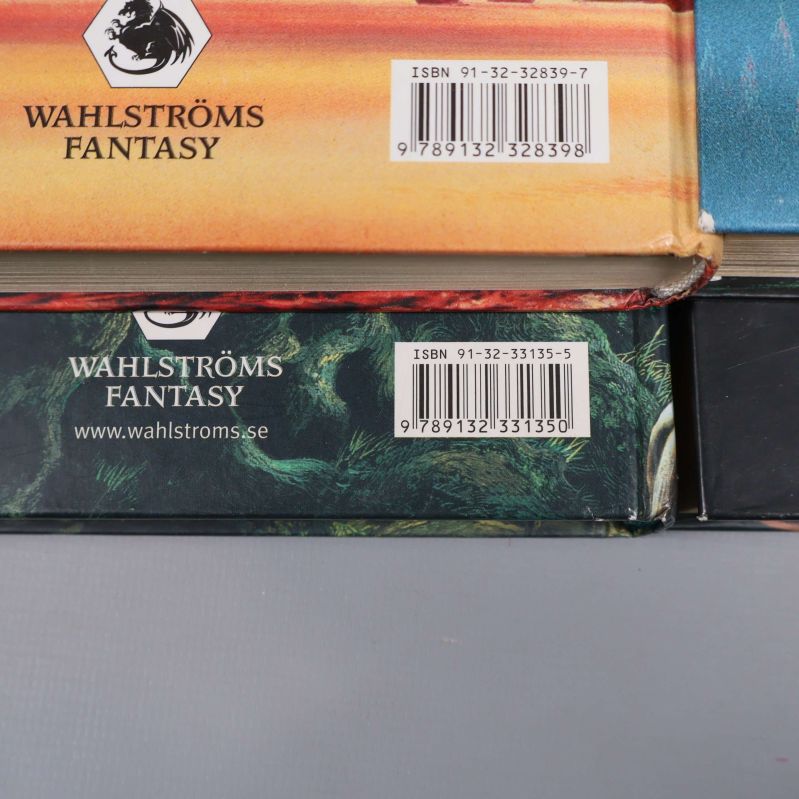 WAHLSTRÖMS
FANTASY
ISBN 91-32-32839-7
9 789132 328398
WAHLSTRÖMS
FANTASY
www.wahlstroms.se
ISBN 91-32-33135-5
9 789132 331350